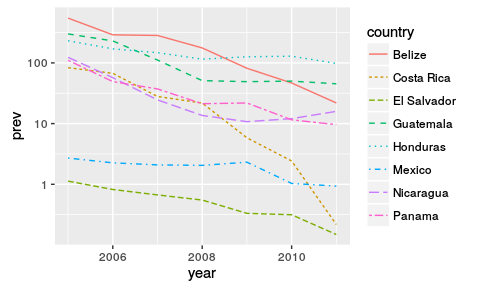 prev
100
10
1
2006 2008 2010
year
country
Belize
Costa Rica
El Salvador
Guatemala
Honduras
Mexico
Nicaragua
Panama